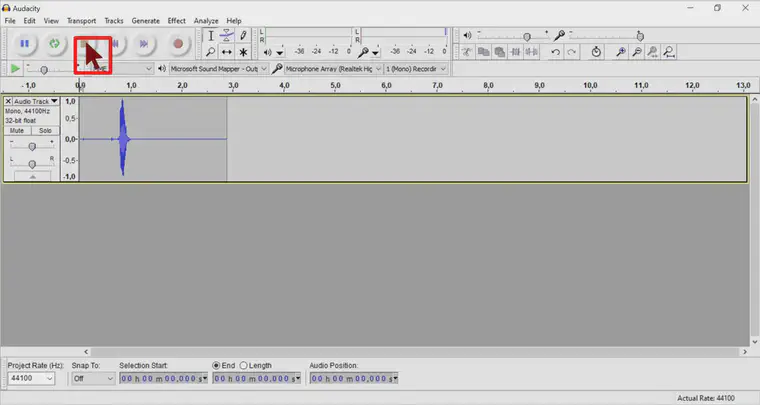 Audacity
File Edit View Transport Tracks Generate Effect Analyze Help
L
R
-36 -24 -12 0
L
R
-36 -24 -12 0
Microsoft Sound Mapper - Outp
Microphone Array (Realtek Hig
1 (Mono) Recordin
-1,0 0,0 1,0 2,0 3,0 4,0 5,0 6,0 7,0 8,0 9,0 10,0 11,0 12,0 13,0
Audio Track
Mono, 44100Hz
32-bit float
Mute Solo
- +
L R
1,0
0,5
0,0
-0,5
-1,0
Project Rate (Hz): Snap To: Selection Start: End Length Audio Position:
44100 Off 00 h 00 m 00,000 s 00 h 00 m 00,000 s 00 h 00 m 00,000 s
Actual Rate: 44100